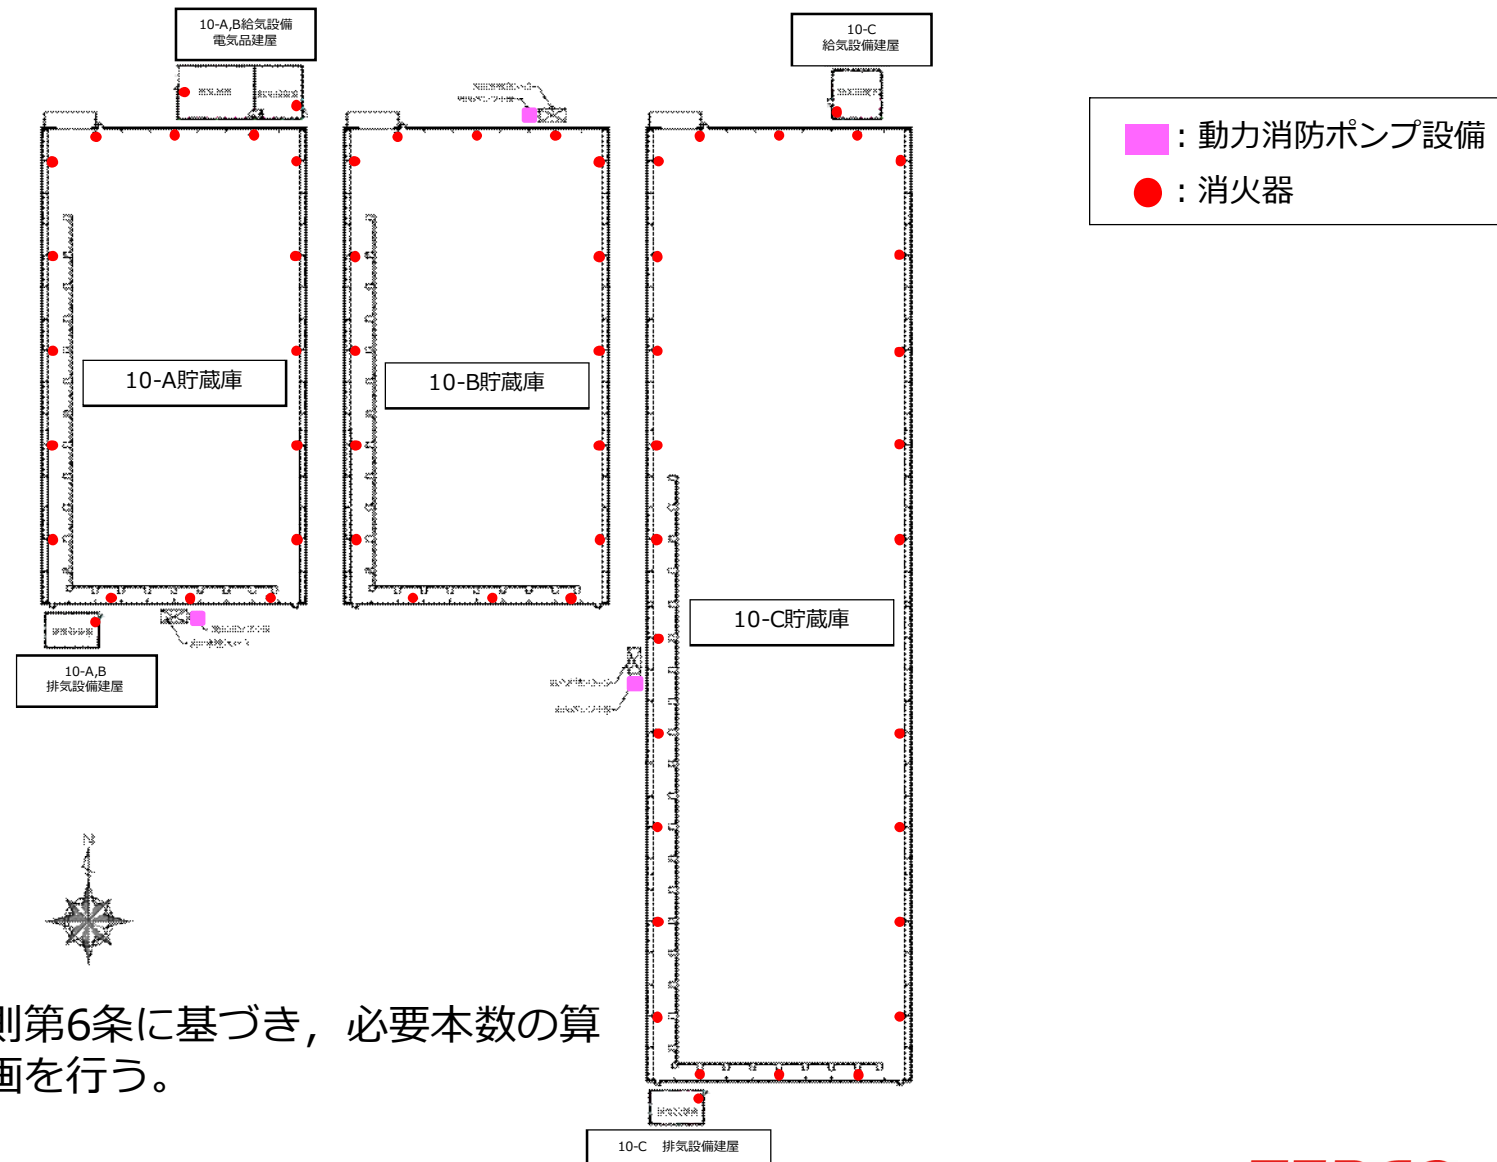 10-A,B給気設備
電気品建屋
10-C
給気設備建屋
：動力消防ポンプ設備
：消火器
10-A貯蔵庫
10-B貯蔵庫
10-C貯蔵庫
10-A,B
排気設備建屋
N
則第6条に基づき，必要本数の算
画を行う。
10-C 排気設備建屋